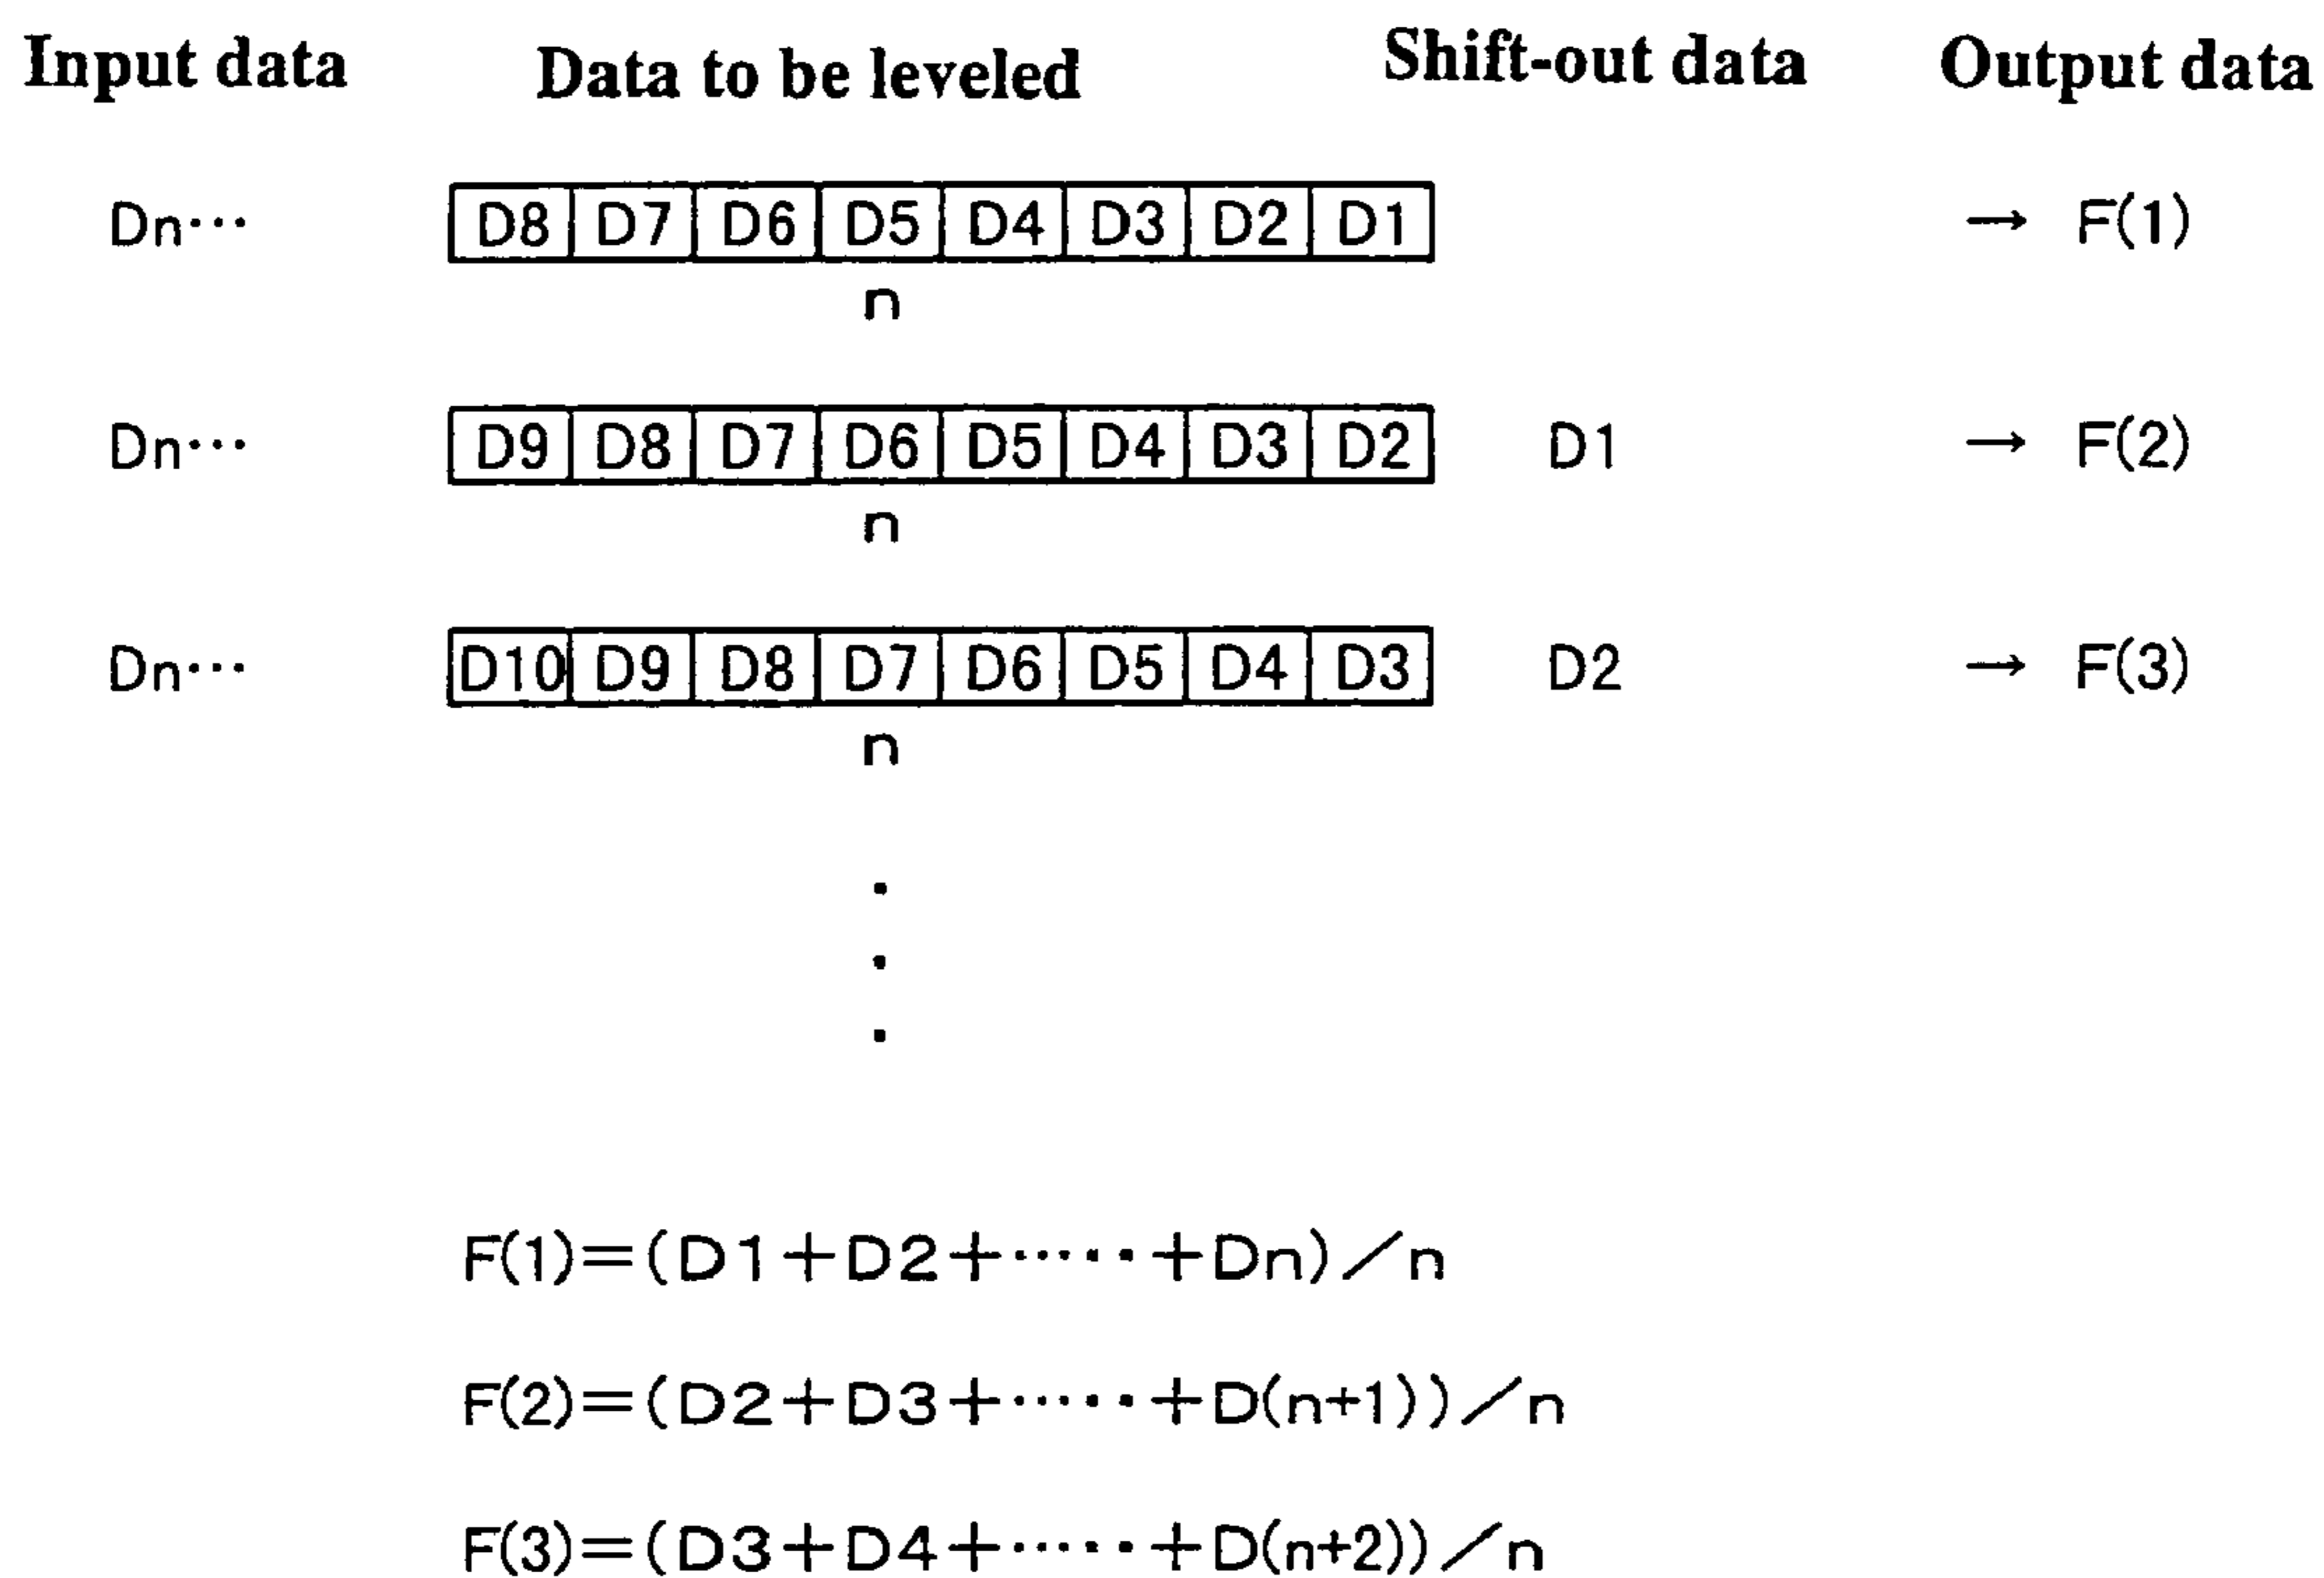 Input data Data to be leveled Shift-out data Output data
Dn··· D8 D7 D6 D5 D4 D3 D2 D1 → F(1)
n
Dn··· D9 D8 D7 D6 D5 D4 D3 D2 D1 → F(2)
n
Dn··· D10 D9 D8 D7 D6 D5 D4 D3 D2 → F(3)
n
F(1)=(D1+D2+·····+Dn)/n
F(2)=(D2+D3+·····+D(n+1))/n
F(3)=(D3+D4+·····+D(n+2))/n